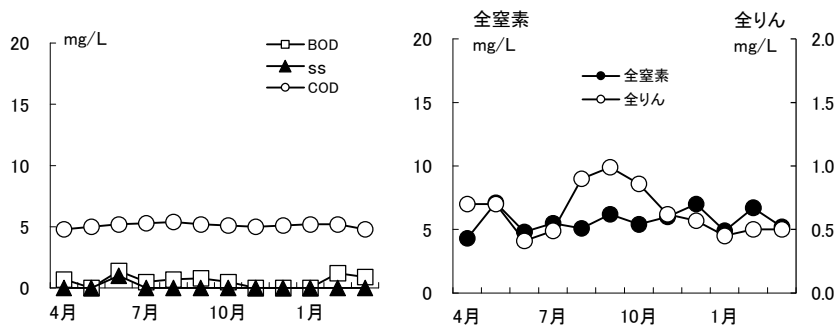 mg/L
BOD
ss
COD
20
15
10
5
0
4月 7月 10月 1月
全窒素 全りん
mg/L mg/L
全窒素
全りん
20 2.0
15 1.5
10 1.0
5 0.5
0 0.0
4月 7月 10月 1月